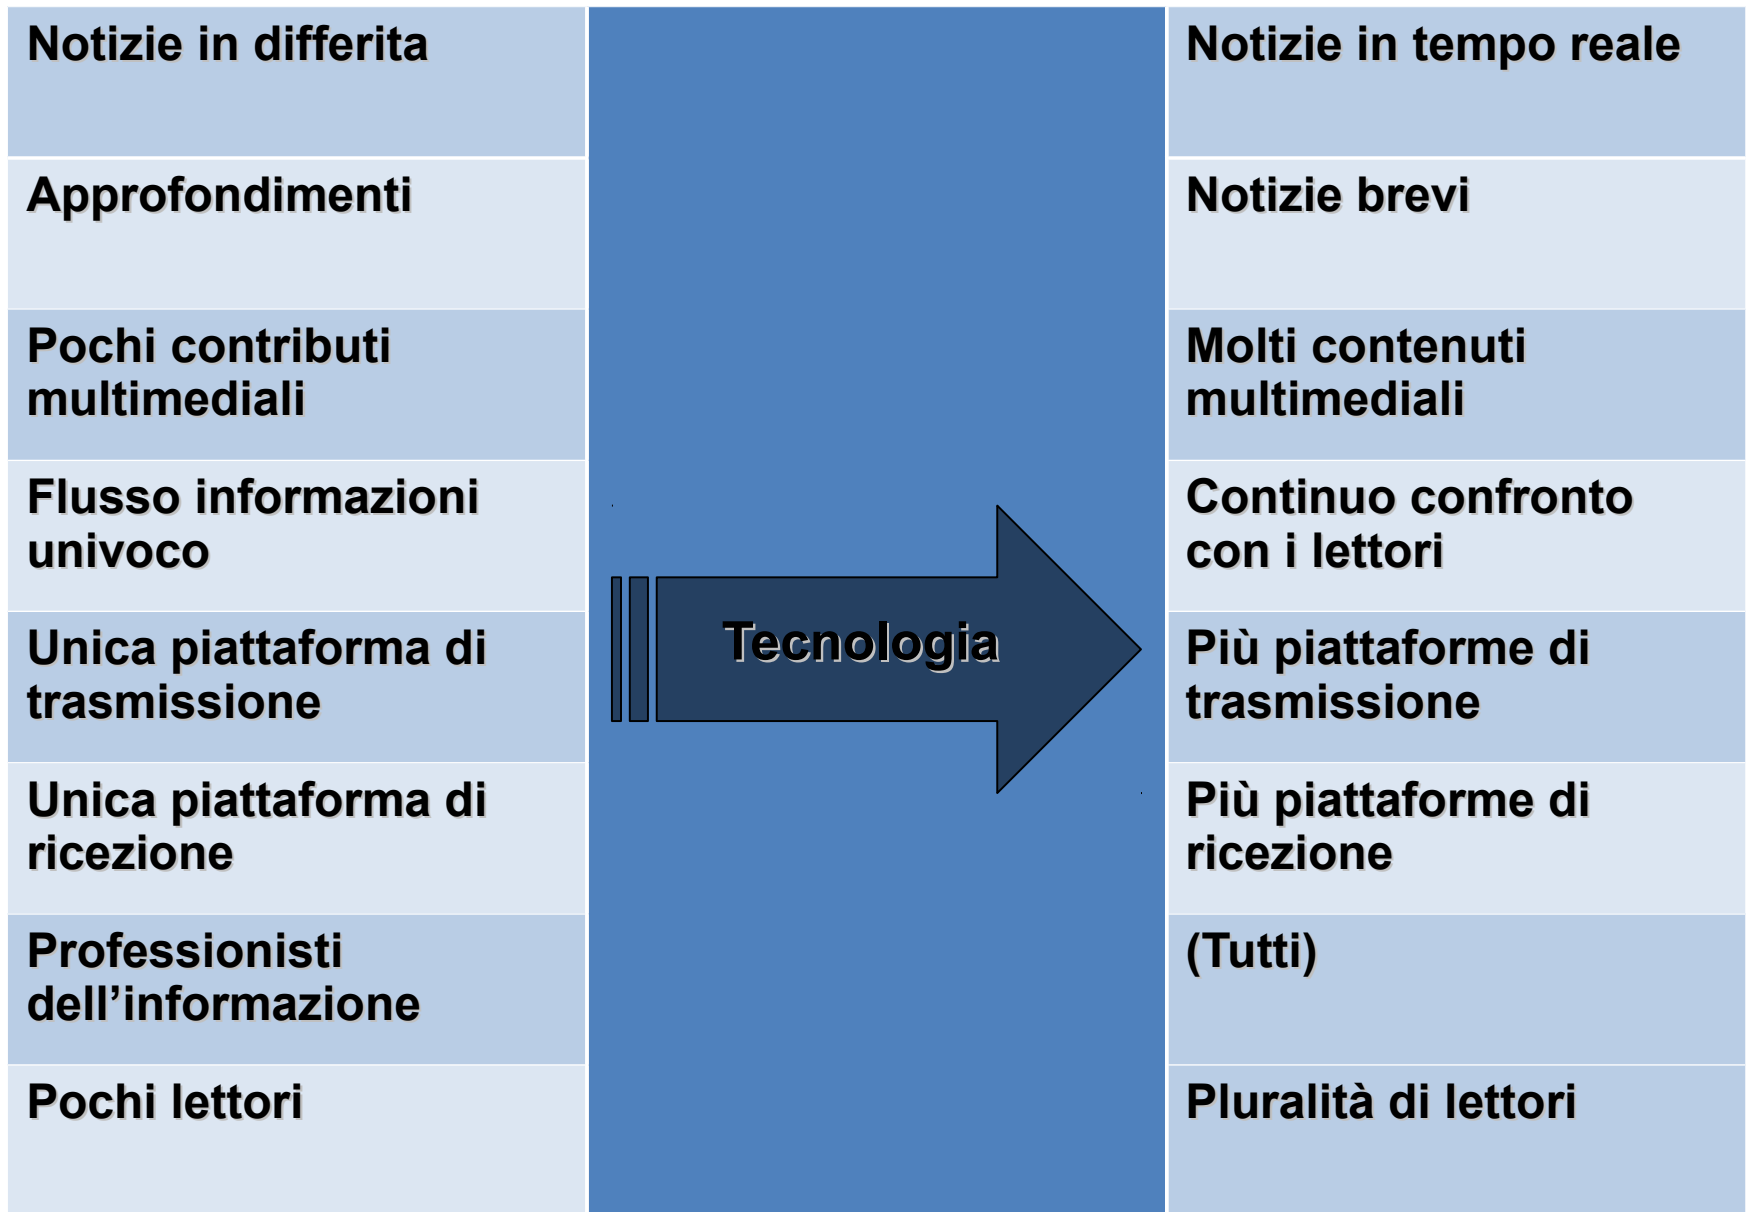 Notizie in differita
Notizie in tempo reale
Approfondimenti
Notizie brevi
Pochi contributi
multimediali
Molti contenuti
multimediali
Flusso informazioni
univoco
Continuo confronto
con i lettori
Tecnologia
Unica piattaforma di
trasmissione
Più piattaforme di
trasmissione
Unica piattaforma di
ricezione
Più piattaforme di
ricezione
Professionisti
dell’informazione
(Tutti)
Pochi lettori
Pluralità di lettori